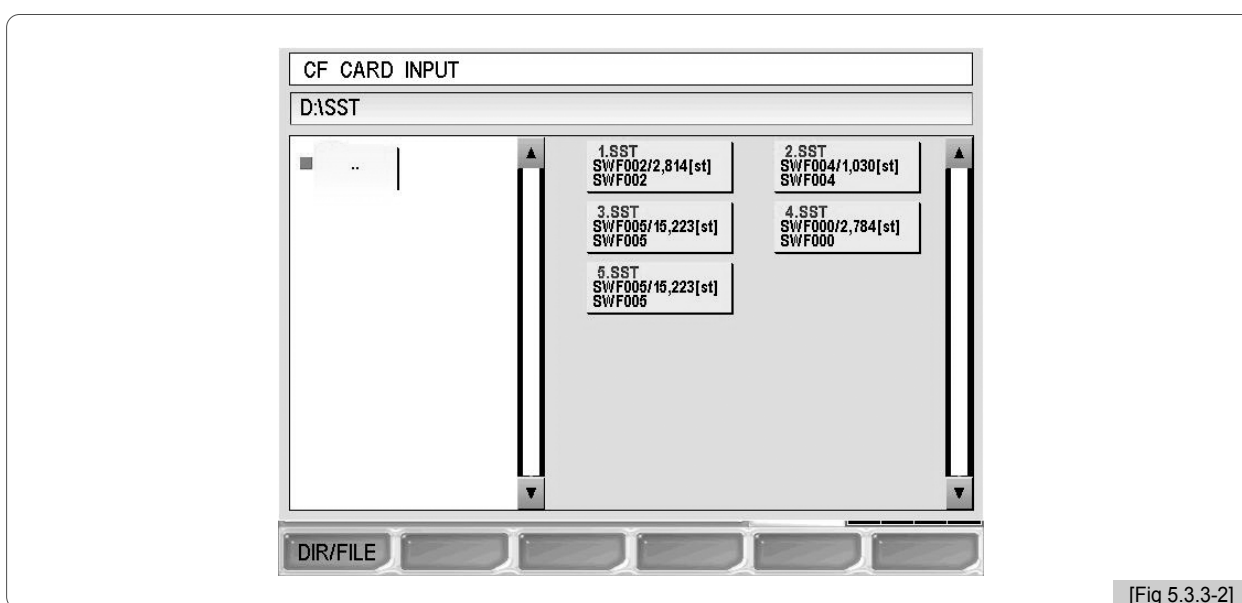 CF CARD INPUT
D:\SST
..
1.SST
SWF002/2,814[st]
SWF002
2.SST
SWF004/1,030[st]
SWF004
3.SST
SWF005/15,223[st]
SWF005
4.SST
SWF000/2,784[st]
SWF000
5.SST
SWF005/15,223[st]
SWF005
DIR/FILE
[Fig 5.3.3-2]